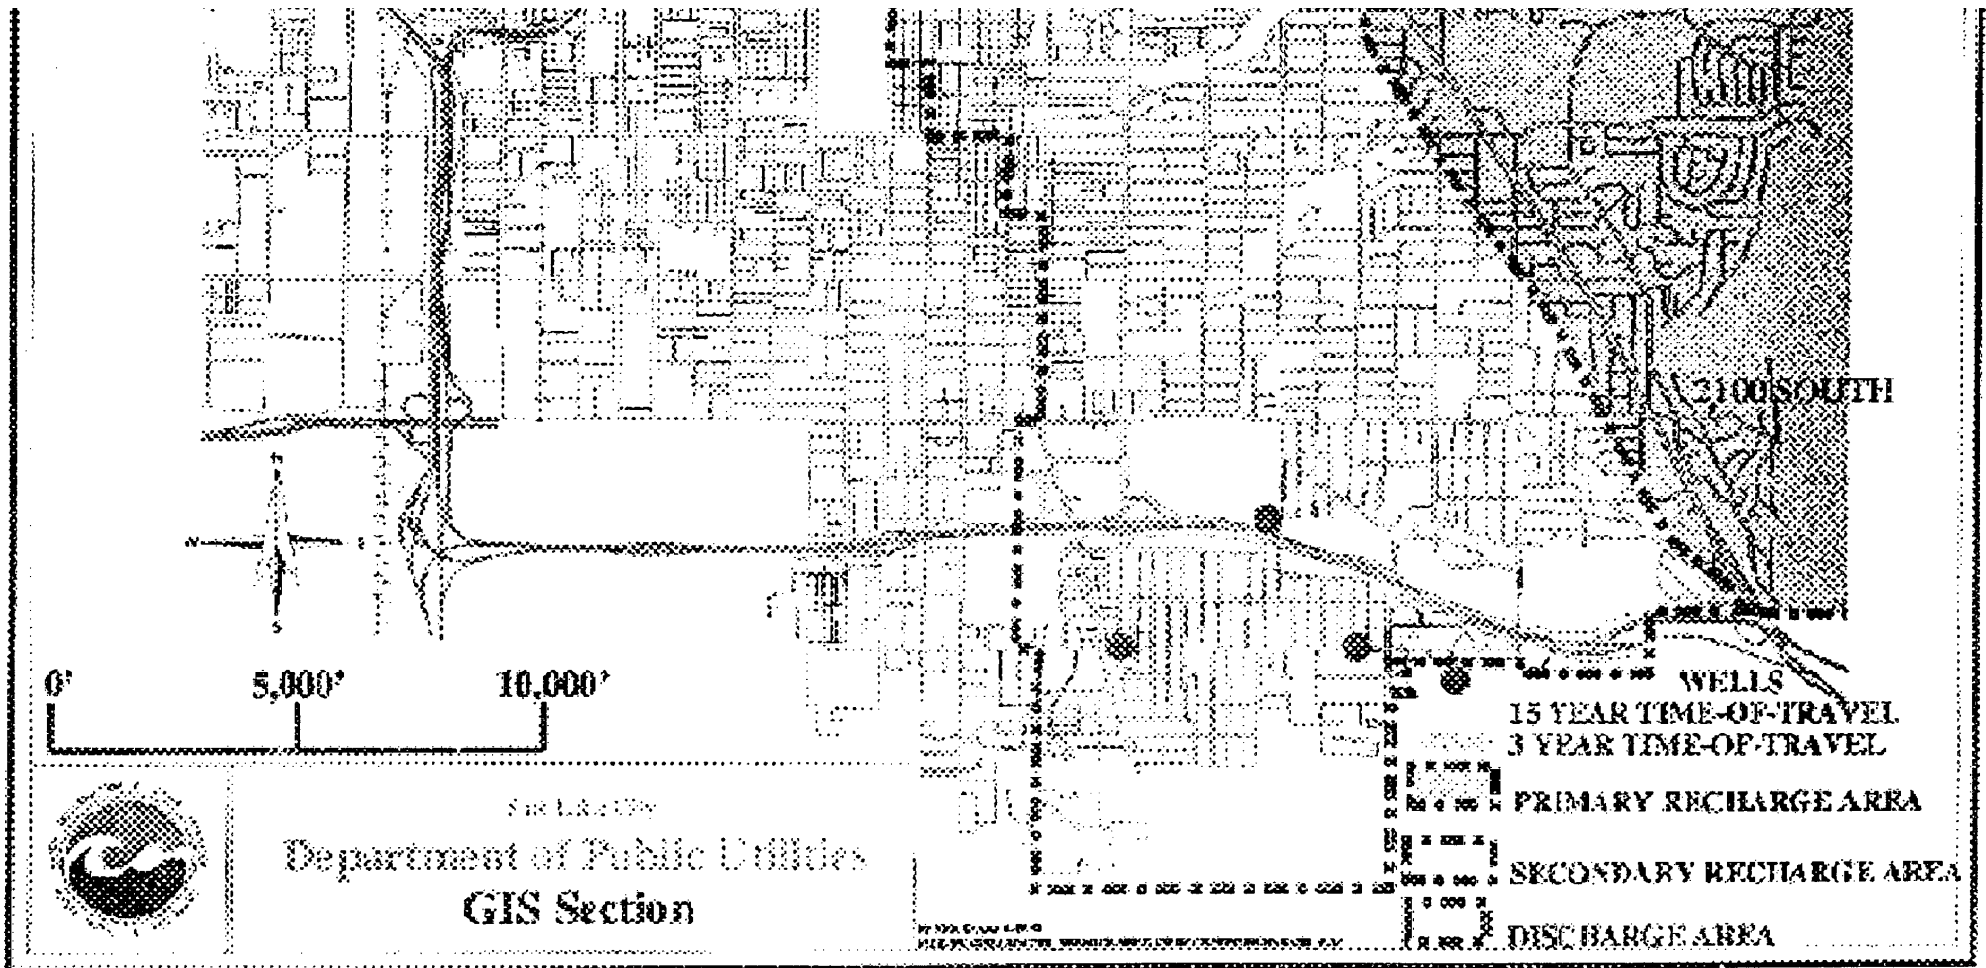 2100 SOUTH
S
0' 5,000' 10,000'
WELLS
15 YEAR TIME-OF-TRAVEL
3 YEAR TIME-OF-TRAVEL
PRIMARY RECHARGE AREA
SECONDARY RECHARGE AREA
DISCHARGE AREA
Department of Public Utilities
GIS Section